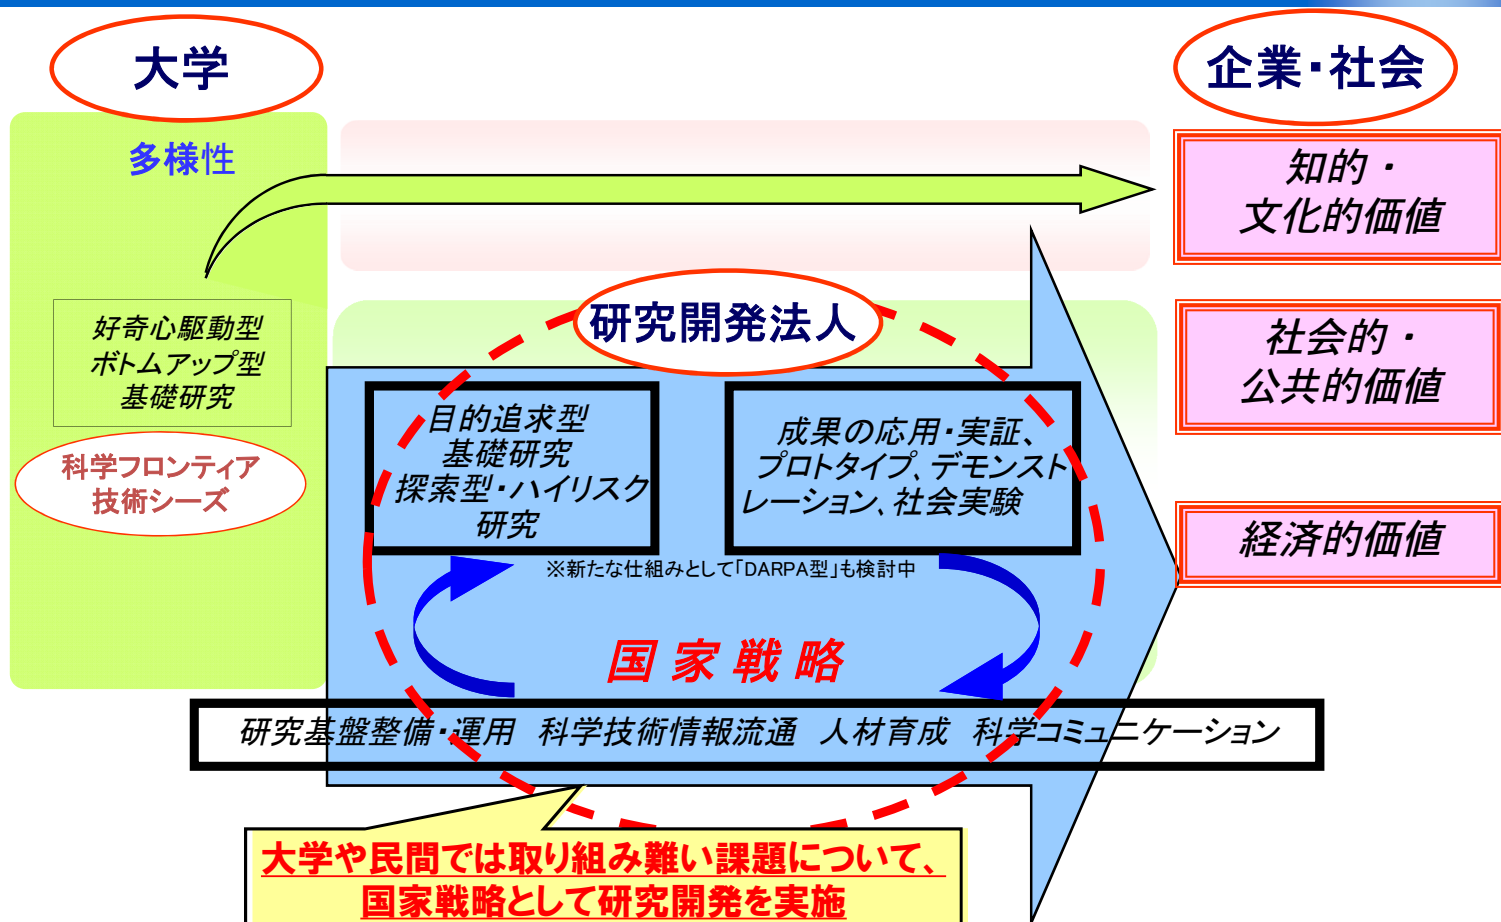 大学
企業・社会
多様性
知的・
文化的価値
好奇心駆動型
ボトムアップ型
基礎研究
科学フロンティア
技術シーズ
研究開発法人
社会的・
公共的価値
目的追求型
基礎研究
探索型・ハイリスク
研究
成果の応用・実証、
プロトタイプ、デモンスト
レーション、社会実験
経済的価値
※新たな仕組みとして「DARPA型」も検討中
国家戦略
研究基盤整備・運用　科学技術情報流通　人材育成　科学コミュニケーション
大学や民間では取り組み難い課題について、
国家戦略として研究開発を実施